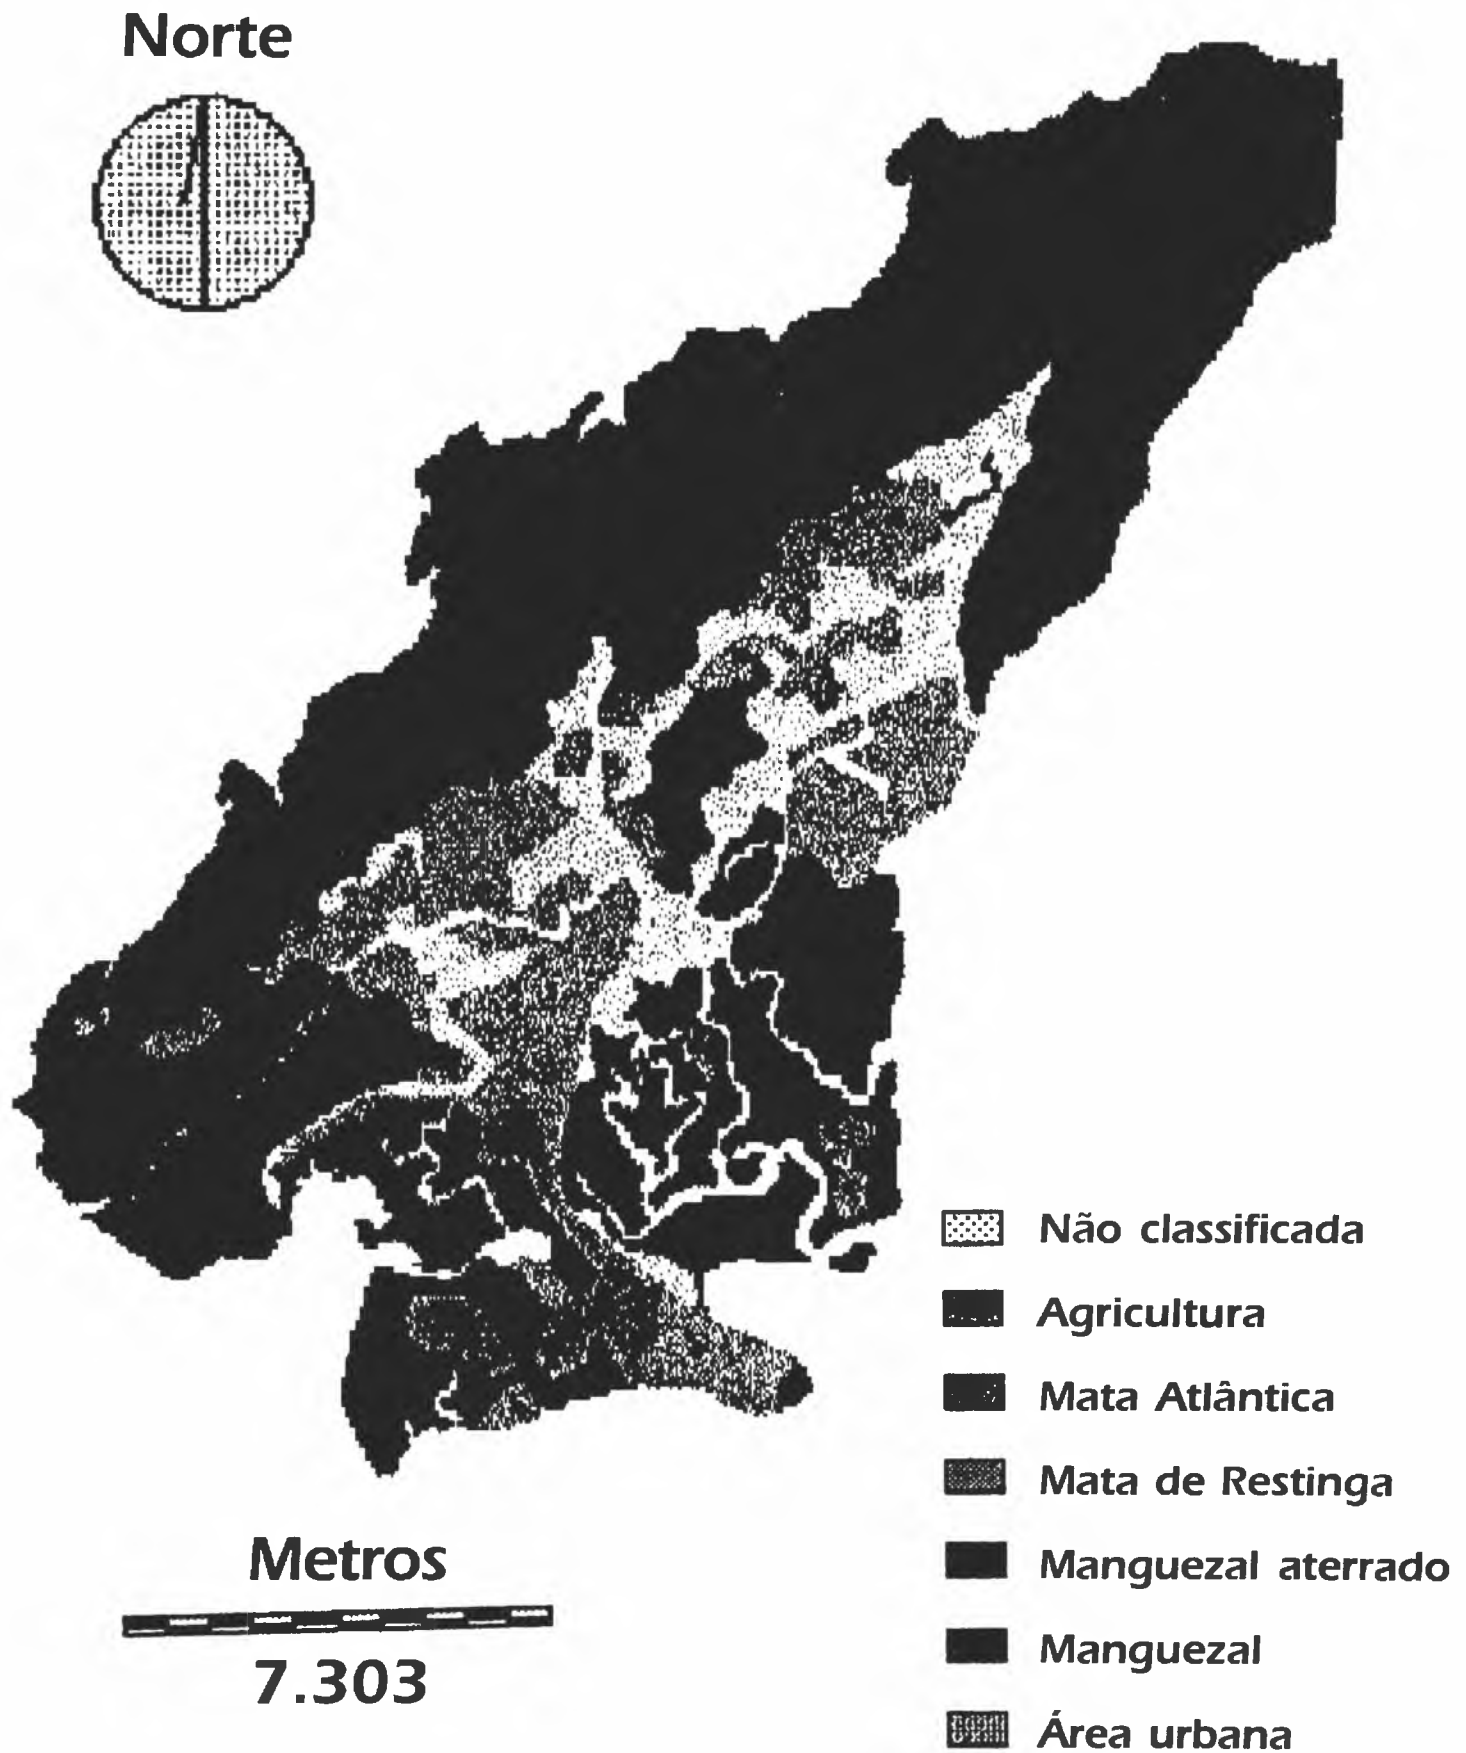 Norte
Não classificada
Agricultura
Mata Atlântica
Mata de Restinga
Manguezal aterrado
Manguezal
Área urbana
Metros
7.303